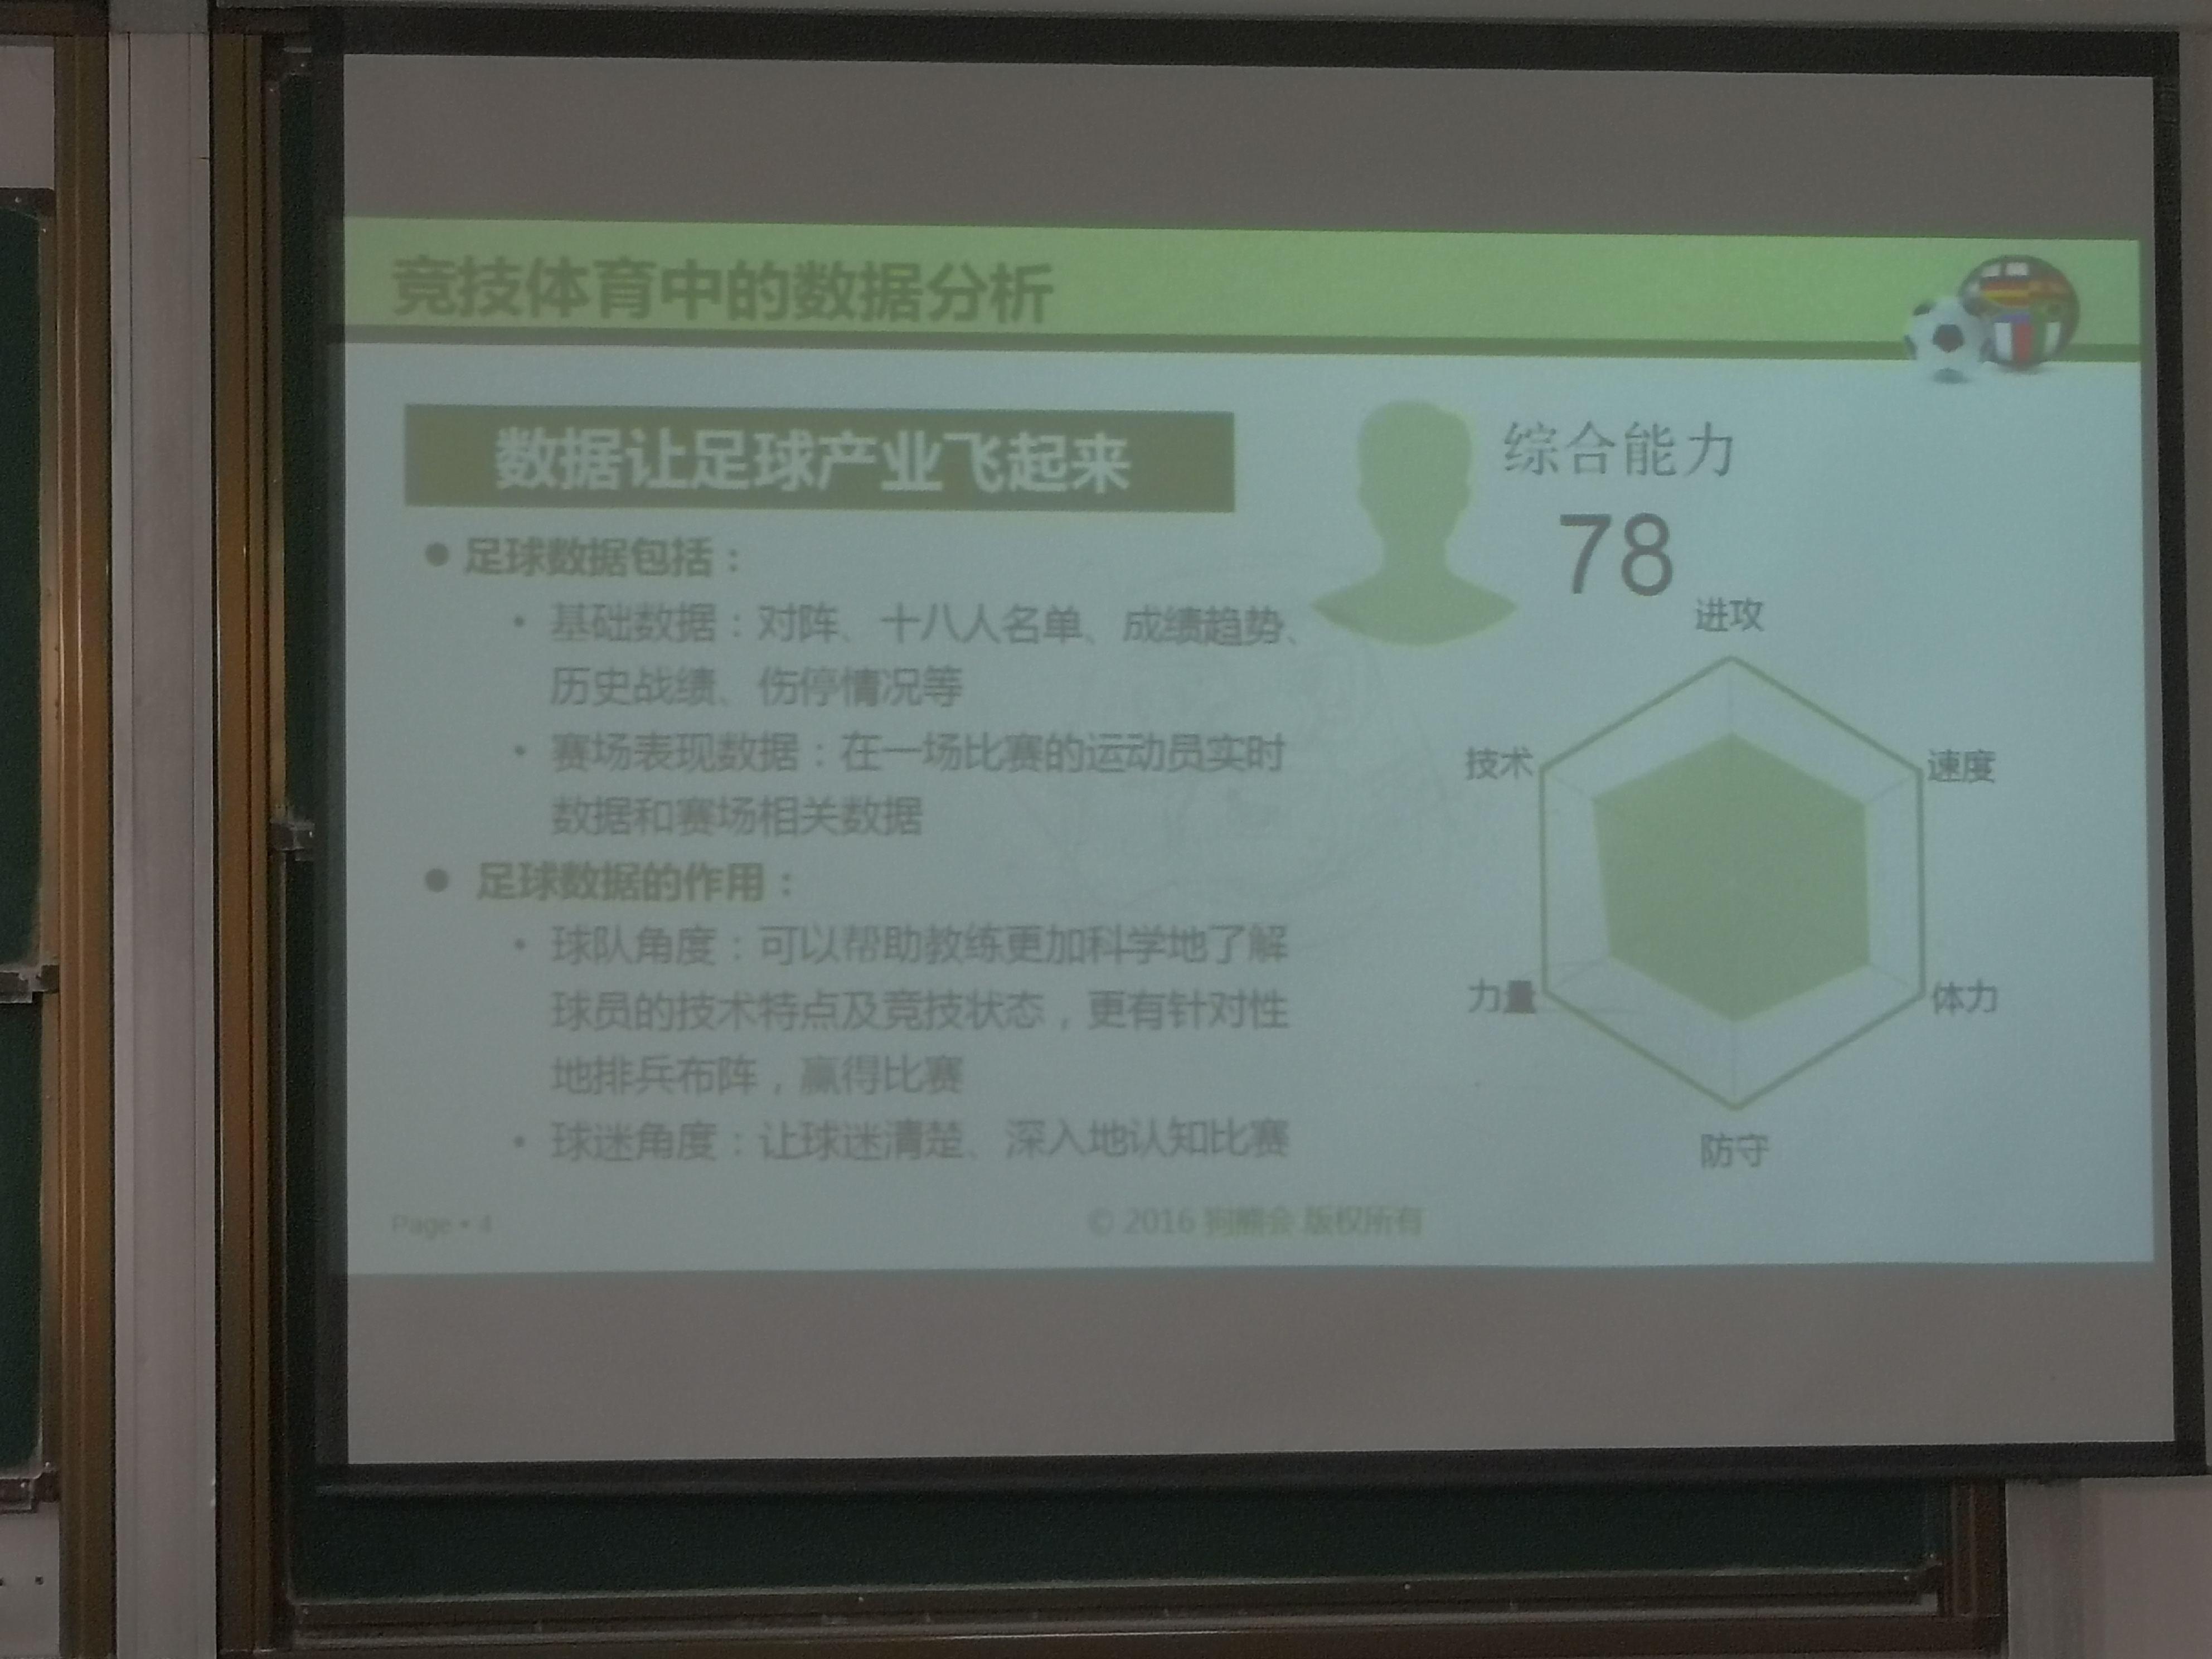 竞技体育中的数据分析
数据让足球产业飞起来
● 足球数据包括：
• 基础数据：对阵、十八人名单、成绩趋势、
历史战绩、伤停情况等
• 赛场表现数据：在一场比赛的运动员实时
数据和赛场相关数据
● 足球数据的作用：
• 球队角度：可以帮助教练更加科学地了解
球员的技术特点及竞技状态，更有针对性
地排兵布阵，赢得比赛
• 球迷角度：让球迷清楚、深入地认知比赛
综合能力
78
进攻
技术
速度
力量
体力
防守
Page • 4
© 2016 狗熊会 版权所有